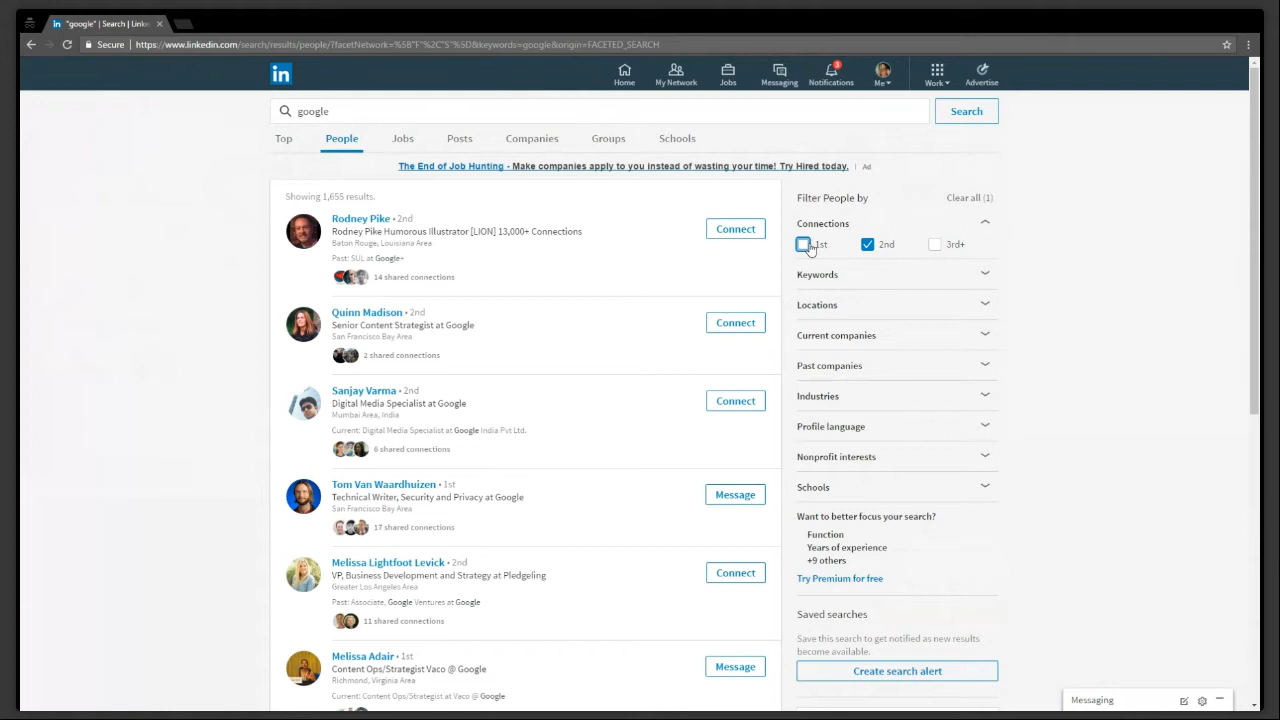 in "google" | Search | Linke
Secure | https://www.linkedin.com/search/results/people/?facetNetwork=%5B"F"%2C"S"%5D&keywords=google&origin=FACETED_SEARCH
in
Home
My Network
Jobs
Messaging
3
Notifications
Me
Work
Advertise
google
Search
Top
People
Jobs
Posts
Companies
Groups
Schools
The End of Job Hunting - Make companies apply to you instead of wasting your time! Try Hired today. | Ad
Showing 1,655 results.
Rodney Pike • 2nd
Rodney Pike Humorous Illustrator [LION] 13,000+ Connections
Baton Rouge, Louisiana Area
Past: SUL at Google+
14 shared connections
Connect
Quinn Madison • 2nd
Senior Content Strategist at Google
San Francisco Bay Area
2 shared connections
Connect
Sanjay Varma • 2nd
Digital Media Specialist at Google
Mumbai Area, India
Current: Digital Media Specialist at Google India Pvt Ltd.
6 shared connections
Connect
Tom Van Waardhuizen • 1st
Technical Writer, Security and Privacy at Google
San Francisco Bay Area
17 shared connections
Message
Melissa Lightfoot Levick • 2nd
VP, Business Development and Strategy at Pledgeling
Greater Los Angeles Area
Past: Associate, Google Ventures at Google
11 shared connections
Connect
Melissa Adair • 1st
Content Ops/Strategist Vaco @ Google
Richmond, Virginia Area
Current: Content Ops/Strategist at Vaco @ Google
Message
Filter People by
Clear all (1)
Connections
1st
2nd
3rd+
Keywords
Locations
Current companies
Past companies
Industries
Profile language
Nonprofit interests
Schools
Want to better focus your search?
Function
Years of experience
+9 others
Try Premium for free
Saved searches
Save this search to get notified as new results
become available.
Create search alert
Messaging